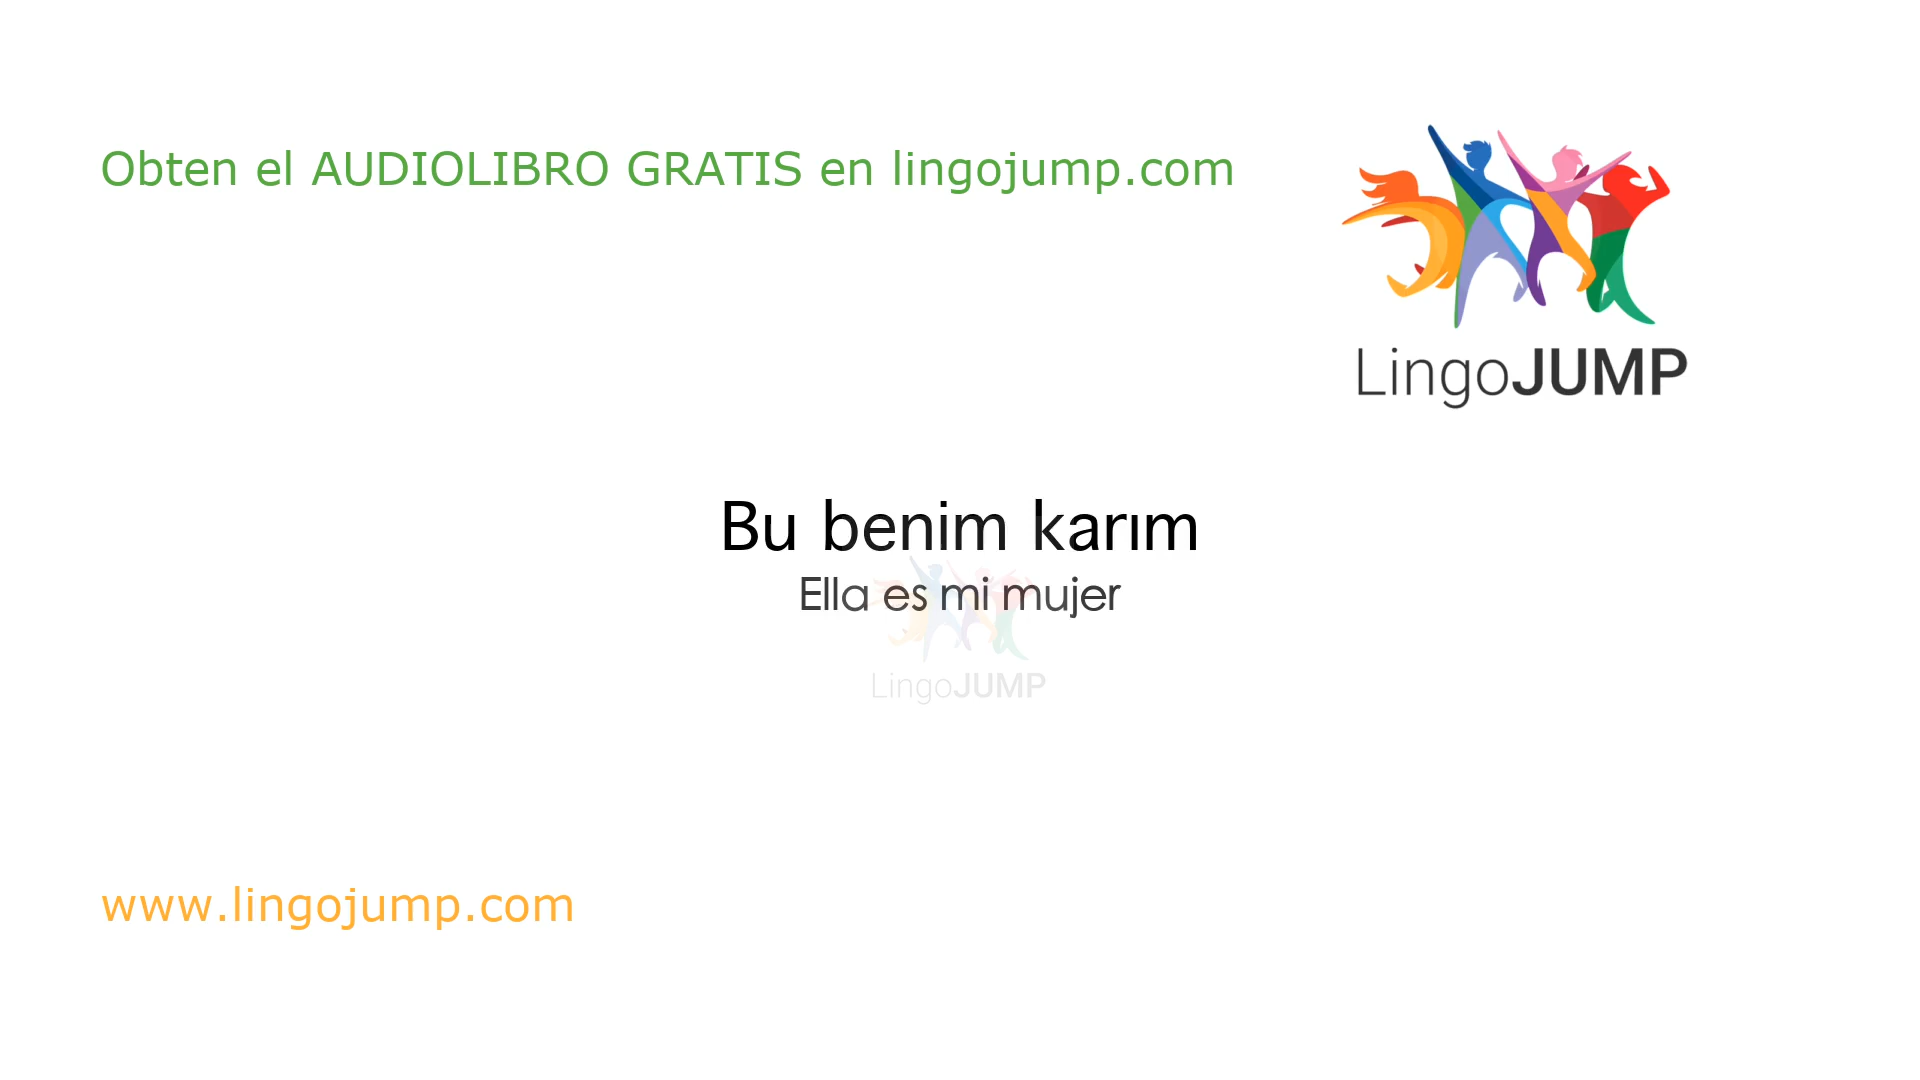 Obten el AUDIOLIBRO GRATIS en lingojump.com
LingoJUMP
Bu benim karım
Ella es mi mujer
LingoJUMP
www.lingojump.com